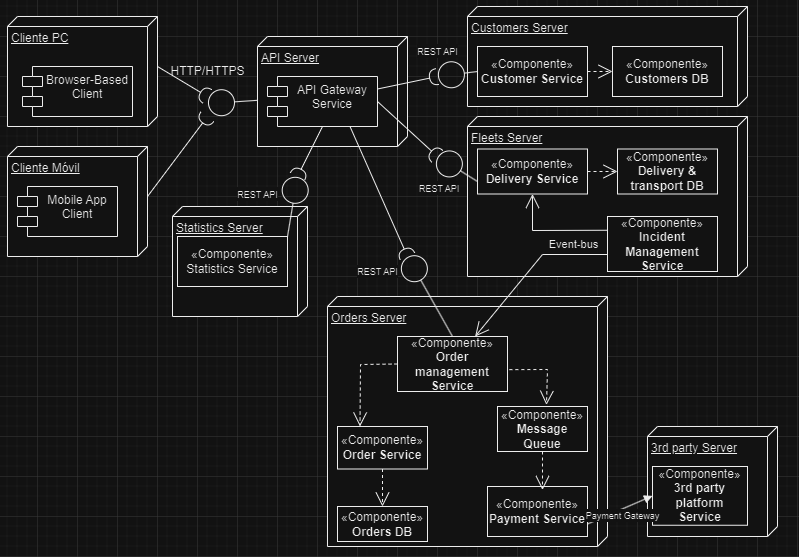 Cliente PC
Browser-Based
Client
HTTP/HTTPS
Cliente Móvil
Mobile App
Client
API Server
API Gateway
Service
REST API
Customers Server
«Componente»
Customer Service
«Componente»
Customers DB
Fleets Server
«Componente»
Delivery Service
«Componente»
Delivery &
transport DB
REST API
«Componente»
Incident
Management
Service
Event-bus
REST API
Statistics Server
«Componente»
Statistics Service
REST API
Orders Server
«Componente»
Order
management
Service
«Componente»
Order Service
«Componente»
Orders DB
«Componente»
Message
Queue
«Componente»
Payment Service
Payment Gateway
3rd party Server
«Componente»
3rd party
platform
Service